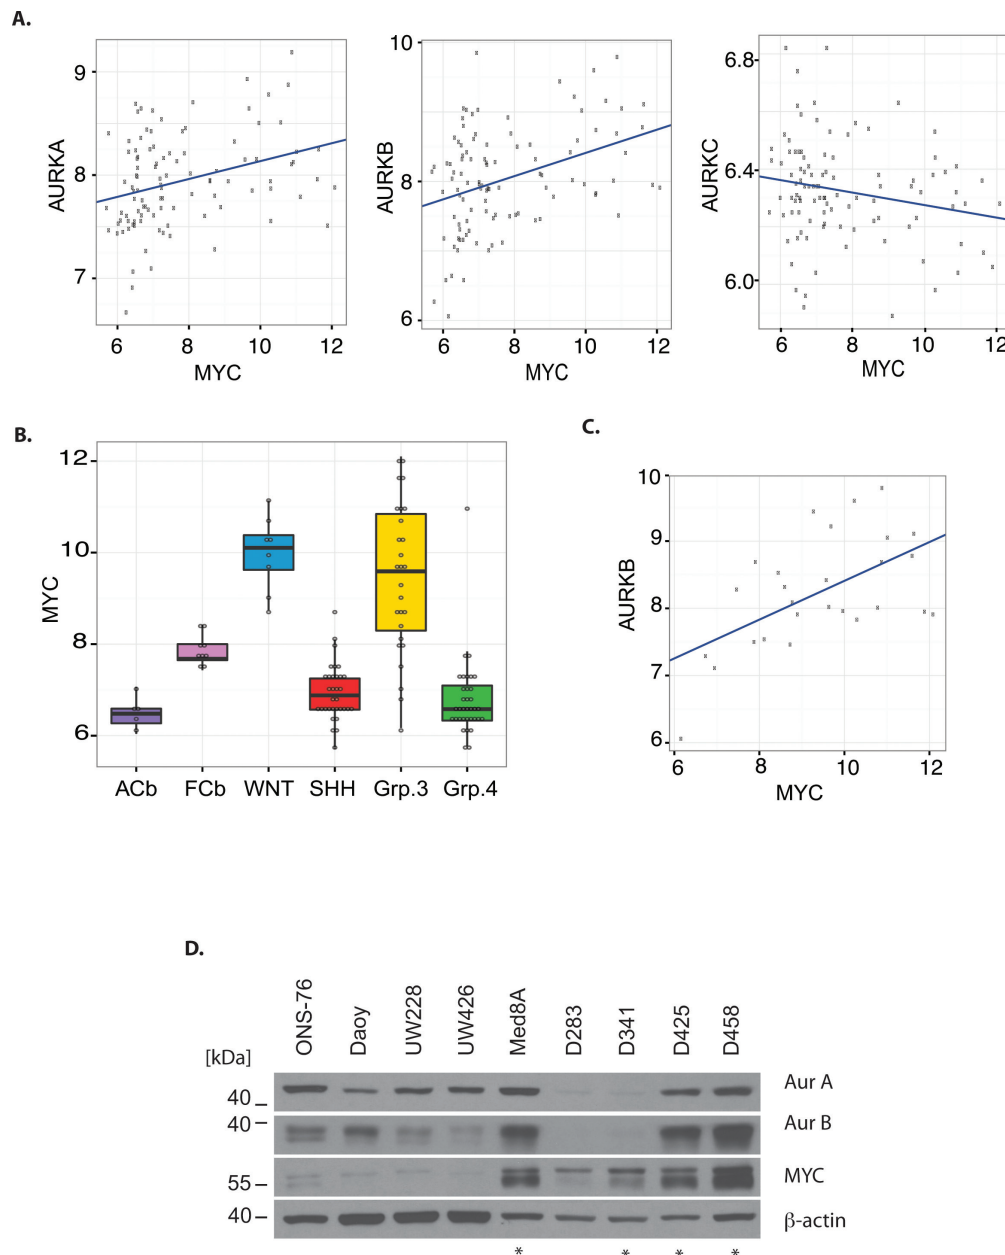 A.
9
8
7
AURKA
6 8 10 12
MYC
10
8
6
AURKB
6 8 10 12
MYC
6.8
6.4
6.0
AURKC
6 8 10 12
MYC
B.
12
10
8
6
MYC
ACb FCb WNT SHH Grp.3 Grp.4
C.
10
9
8
7
6
AURKB
6 8 10 12
MYC
D.
ONS-76 Daoy UW228 UW426 Med8A D283 D341 D425 D458
[kDa]
40 Aur A
40 Aur B
55 MYC
40 β-actin
* * * *